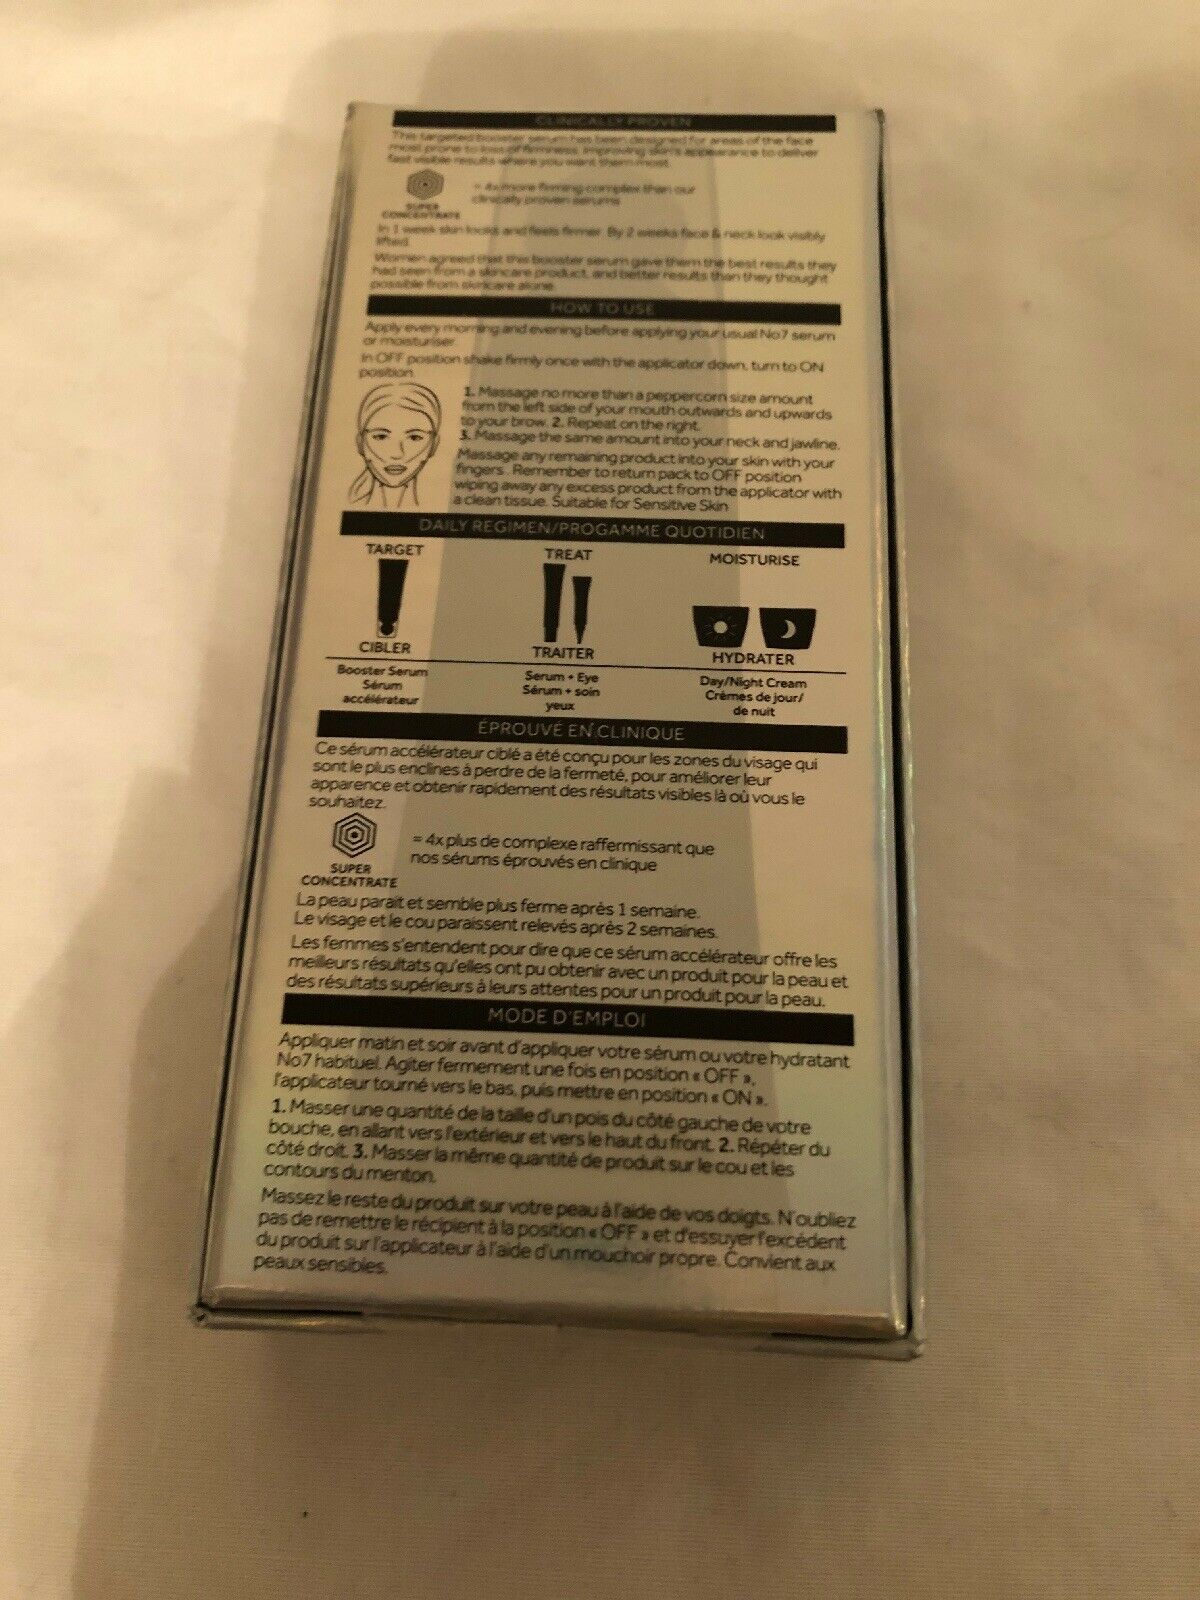 CLINICALLY PROVEN
This targeted booster serum has been designed for areas of the face
most prone to loss of firmness, improving skin's appearance to deliver
fast visible results where you want them most.
SUPER
CONCENTRATE
= 4x more firming complex than our
clinically proven serums
In 1 week skin looks and feels firmer. By 2 weeks face & neck look visibly
lifted.
Women agreed that this booster serum gave them the best results they
had seen from a skincare product, and better results than they thought
possible from skincare alone.
HOW TO USE
Apply every morning and evening before applying your usual No7 serum
or moisturiser.
In OFF position shake firmly once with the applicator down, turn to ON
position.
1. Massage no more than a peppercorn size amount
from the left side of your mouth outwards and upwards
to your brow. 2. Repeat on the right.
3. Massage the same amount into your neck and jawline.
Massage any remaining product into your skin with your
fingers. Remember to return pack to OFF position
wiping away any excess product from the applicator with
a clean tissue. Suitable for Sensitive Skin
DAILY REGIMEN/PROGAMME QUOTIDIEN
TARGET
CIBLER
Booster Serum
Sérum
accélérateur
TREAT
TRAITER
Serum + Eye
Sérum + soin
yeux
MOISTURISE
HYDRATER
Day/Night Cream
Crèmes de jour/
de nuit
ÉPROUVÉ EN CLINIQUE
Ce sérum accélérateur ciblé a été conçu pour les zones du visage qui
sont le plus enclines à perdre de la fermeté, pour améliorer leur
apparence et obtenir rapidement des résultats visibles là où vous le
souhaitez.
SUPER
CONCENTRATE
= 4x plus de complexe raffermissant que
nos sérums éprouvés en clinique
La peau parait et semble plus ferme après 1 semaine.
Le visage et le cou paraissent relevés après 2 semaines.
Les femmes s'entendent pour dire que ce sérum accélérateur offre les
meilleurs résultats qu'elles ont pu obtenir avec un produit pour la peau et
des résultats supérieurs à leurs attentes pour un produit pour la peau.
MODE D'EMPLOI
Appliquer matin et soir avant d'appliquer votre sérum ou votre hydratant
No7 habituel. Agiter fermement une fois en position « OFF »,
l'applicateur tourné vers le bas, puis mettre en position « ON ».
1. Masser une quantité de la taille d'un pois du côté gauche de votre
bouche, en allant vers l'extérieur et vers le haut du front. 2. Répéter du
côté droit. 3. Masser la même quantité de produit sur le cou et les
contours du menton.
Massez le reste du produit sur votre peau à l'aide de vos doigts. N'oubliez
pas de remettre le récipient à la position « OFF » et d'essuyer l'excédent
du produit sur l'applicateur à l'aide d'un mouchoir propre. Convient aux
peaux sensibles.